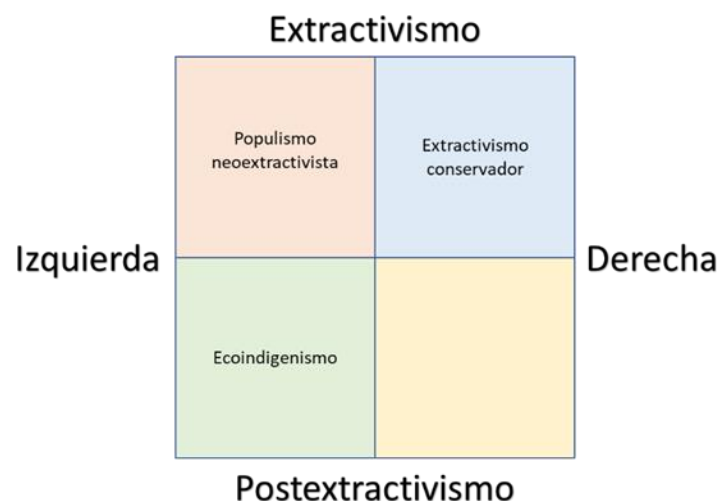 Extractivismo
Populismo
neoextractivista
Extractivismo
conservador
Izquierda
Derecha
Ecoindigenismo
Postextractivismo